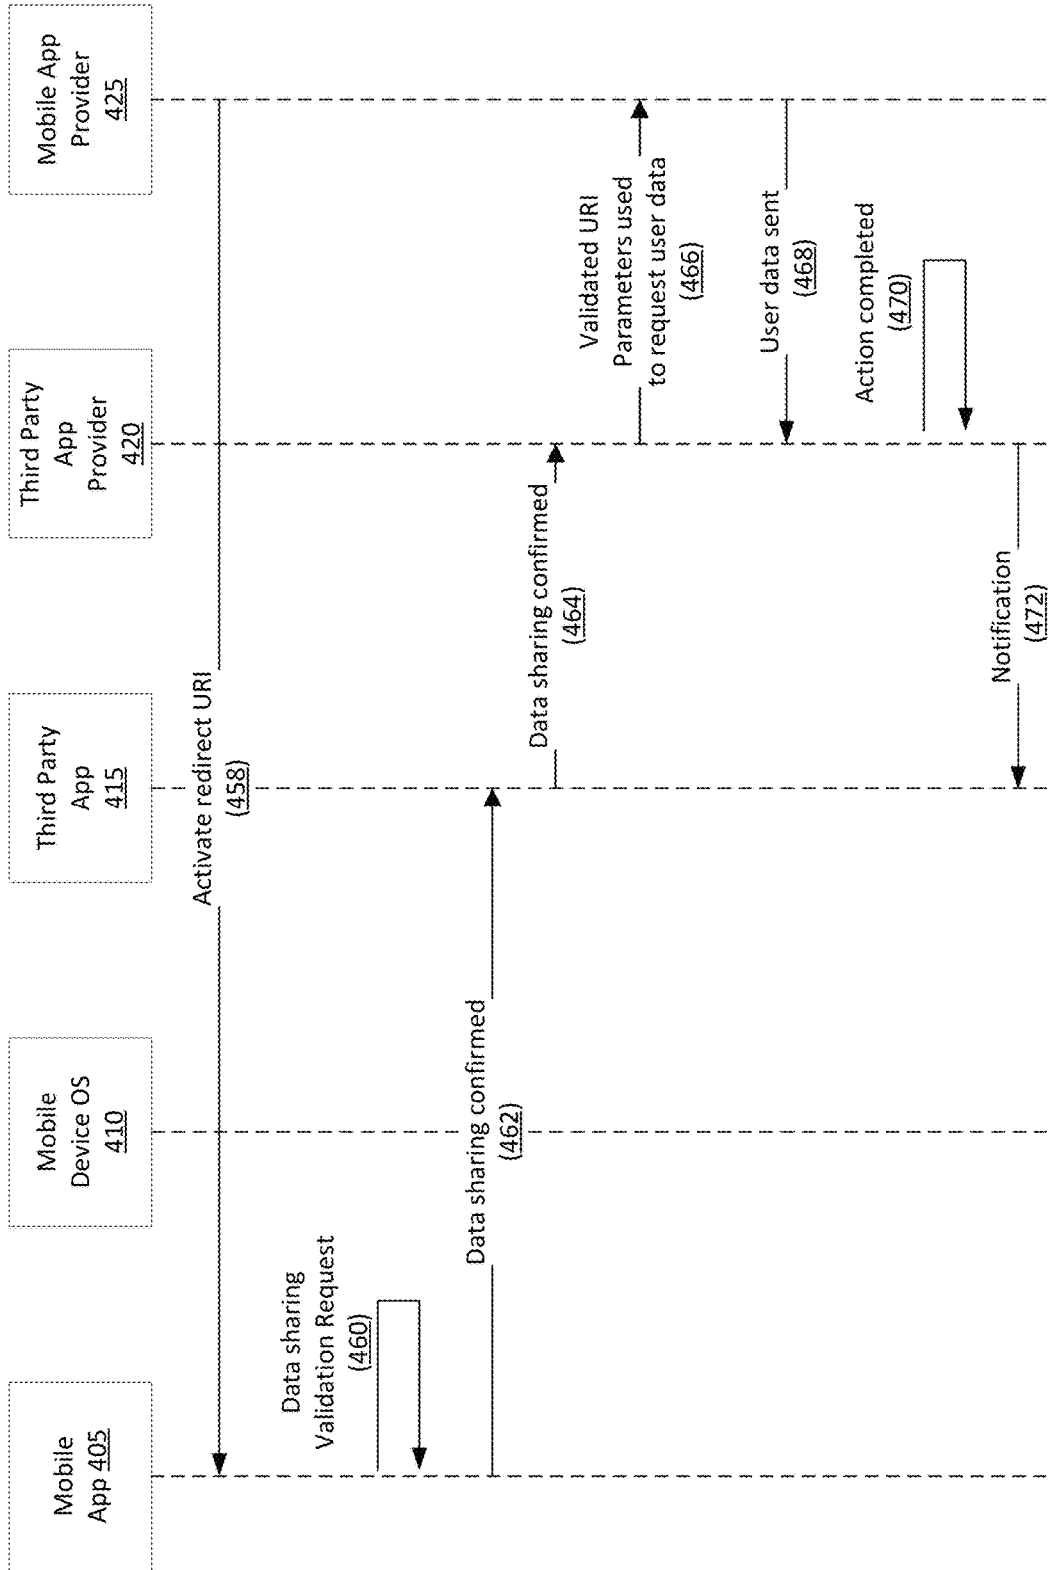 Mobile
App 405
Mobile
Device OS
410
Third Party
App
415
Third Party
App
Provider
420
Mobile App
Provider
425
Activate redirect URI
(458)
Data sharing
Validation Request
(460)
Data sharing confirmed
(462)
Data sharing confirmed
(464)
Validated URI
Parameters used
to request user data
(466)
User data sent
(468)
Action completed
(470)
Notification
(472)